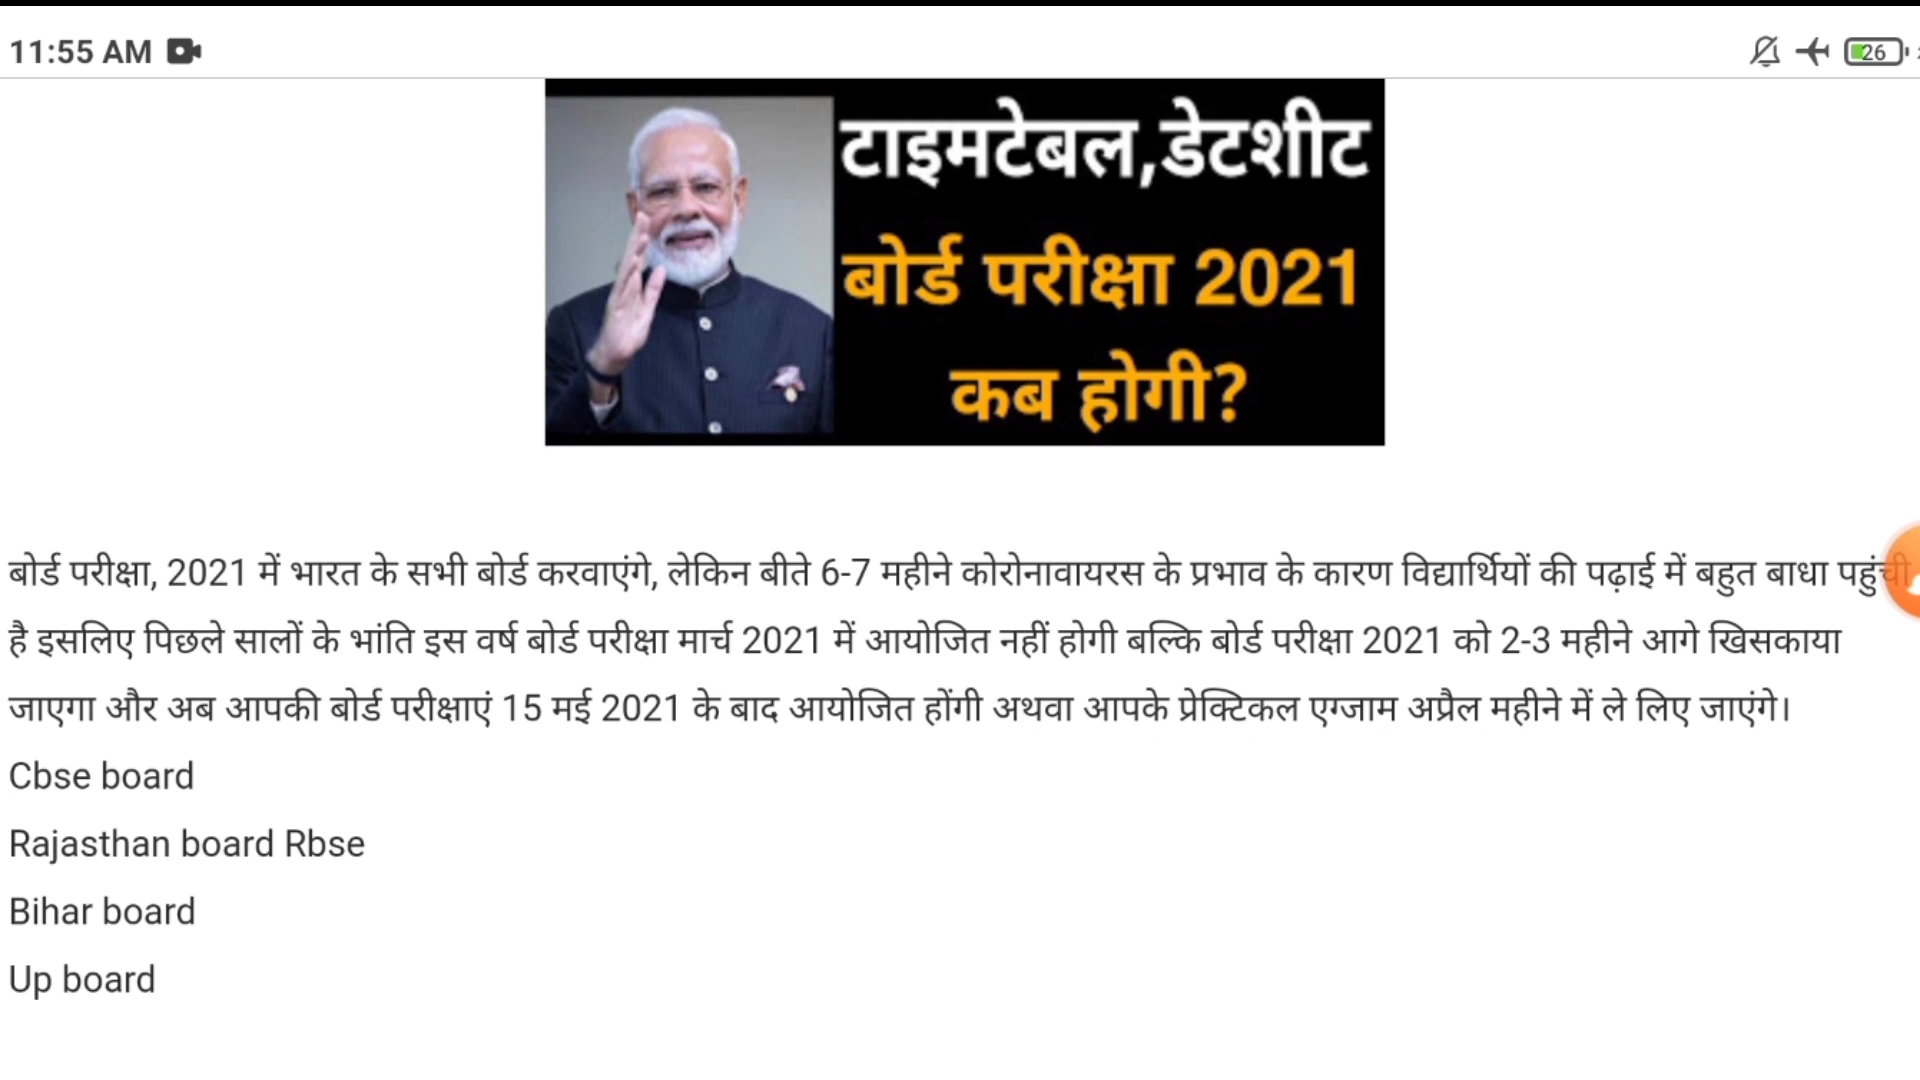 11:55 AM
26
टाइमटेबल,डेटशीट
बोर्ड परीक्षा 2021
कब होगी?
बोर्ड परीक्षा, 2021 में भारत के सभी बोर्ड करवाएंगे, लेकिन बीते 6-7 महीने कोरोनावायरस के प्रभाव के कारण विद्यार्थियों की पढ़ाई में बहुत बाधा पहुंची
है इसलिए पिछले सालों के भांति इस वर्ष बोर्ड परीक्षा मार्च 2021 में आयोजित नहीं होगी बल्कि बोर्ड परीक्षा 2021 को 2-3 महीने आगे खिसकाया
जाएगा और अब आपकी बोर्ड परीक्षाएं 15 मई 2021 के बाद आयोजित होंगी अथवा आपके प्रेक्टिकल एग्जाम अप्रैल महीने में ले लिए जाएंगे।
Cbse board
Rajasthan board Rbse
Bihar board
Up board